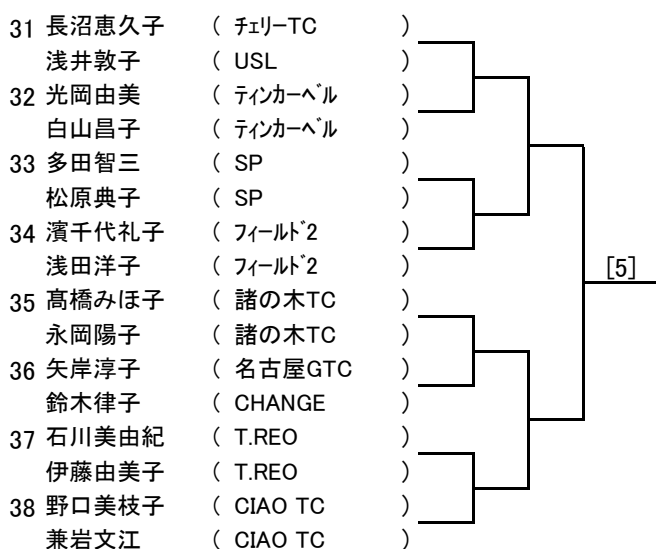 31 長沼恵久子 ( ﾁｪﾘｰTC )
浅井敦子 ( USL )
32 光岡由美 ( ﾃｨﾝｶｰﾍﾞﾙ )
白山昌子 ( ﾃｨﾝｶｰﾍﾞﾙ )
33 多田智三 ( SP )
松原典子 ( SP )
34 濱千代礼子 ( ﾌｨｰﾙﾄﾞ2 )
浅田洋子 ( ﾌｨｰﾙﾄﾞ2 )
[5]
35 髙橋みほ子 ( 諸の木TC )
永岡陽子 ( 諸の木TC )
36 矢岸淳子 ( 名古屋GTC )
鈴木律子 ( CHANGE )
37 石川美由紀 ( T.REO )
伊藤由美子 ( T.REO )
38 野口美枝子 ( CIAO TC )
兼岩文江 ( CIAO TC )